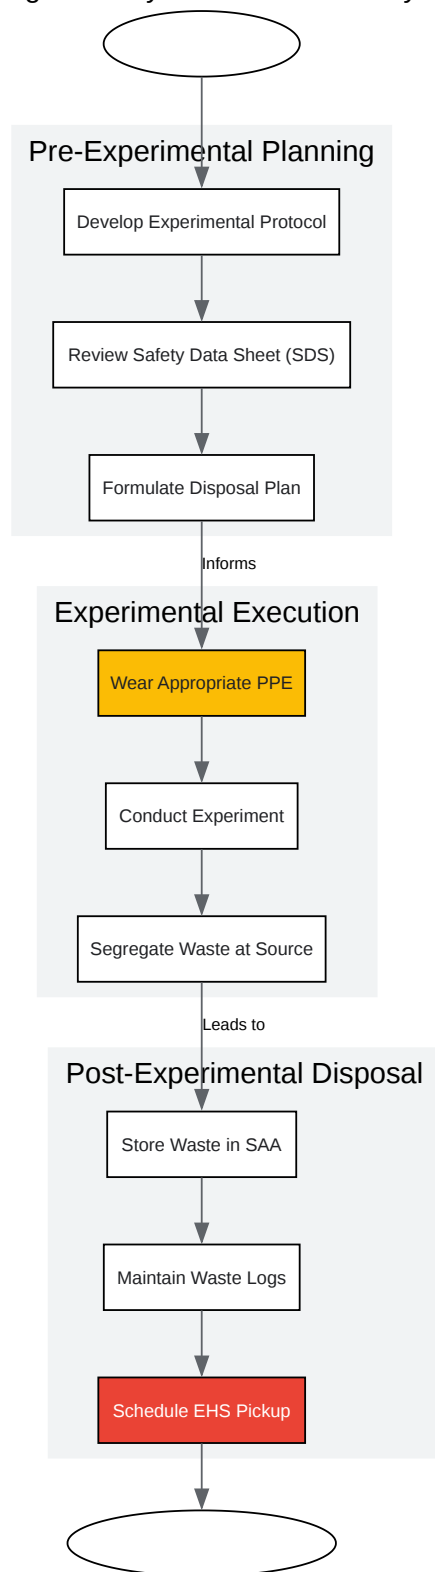 Pre-Experimental Planning
Develop Experimental Protocol
Review Safety Data Sheet (SDS)
Formulate Disposal Plan
Informs
Experimental Execution
Wear Appropriate PPE
Conduct Experiment
Segregate Waste at Source
Leads to
Post-Experimental Disposal
Store Waste in SAA
Maintain Waste Logs
Schedule EHS Pickup